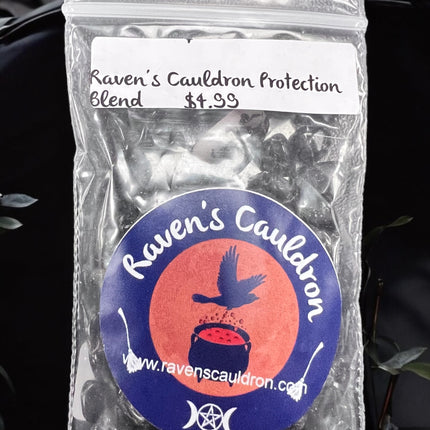 Raven's Cauldron Protection
Blend $4.99
Raven's Cauldron
www.ravenscauldron.com